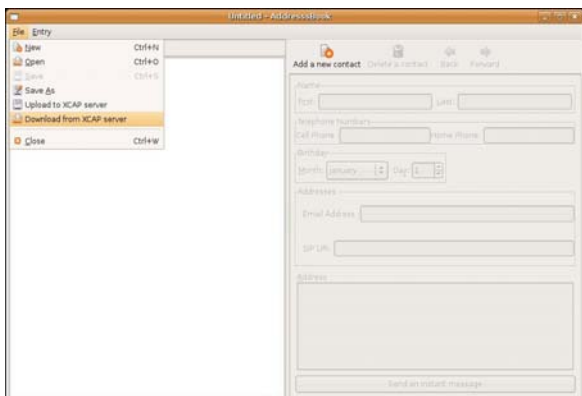 Untitled - AddresssBook
File Entry
New Ctrl+N
Open Ctrl+O
Save Ctrl+S
Save As
Upload to XCAP server
Download from XCAP server
Close Ctrl+W
Add a new contact Delete a contact Back Forward
Name
First: Last:
Telephone Numbers
Cell Phone: Home Phone:
Birthday
Month: January Day: 1
Addresses
Email Address:
SIP URI:
Address
Send an instant message